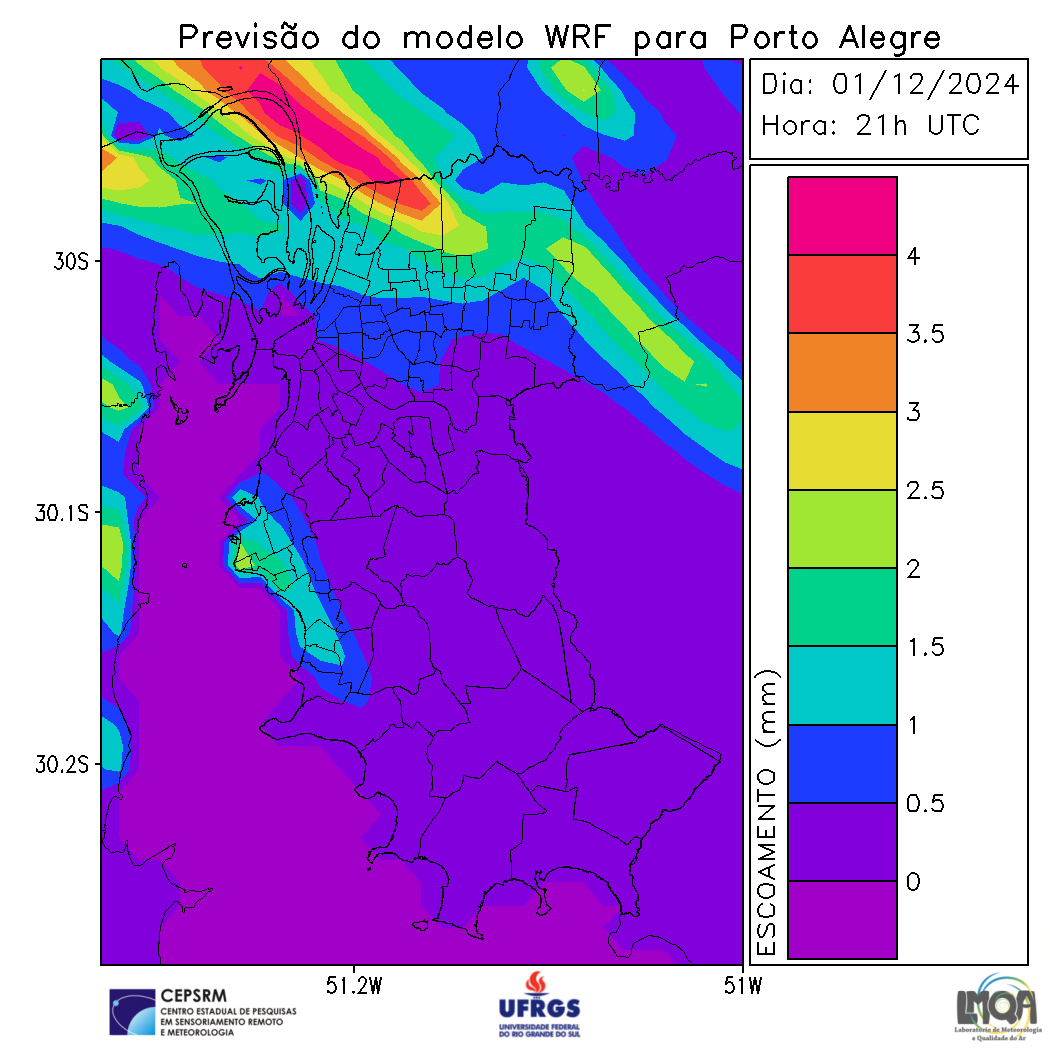 Previsão do modelo WRF para Porto Alegre
Dia: 01/12/2024
Hora: 21h UTC
4
3.5
3
2.5
2
1.5
1
0.5
0
ESCOAMENTO (mm)
30S
30.1S
30.2S
51.2W
51W
CEPSRM
CENTRO ESTADUAL DE PESQUISAS
EM SENSORIAMENTO REMOTO
E METEOROLOGIA
UFRGS
UNIVERSIDADE FEDERAL
DO RIO GRANDE DO SUL
LMQA
Laboratório de Meteorologia
e Qualidade do Ar